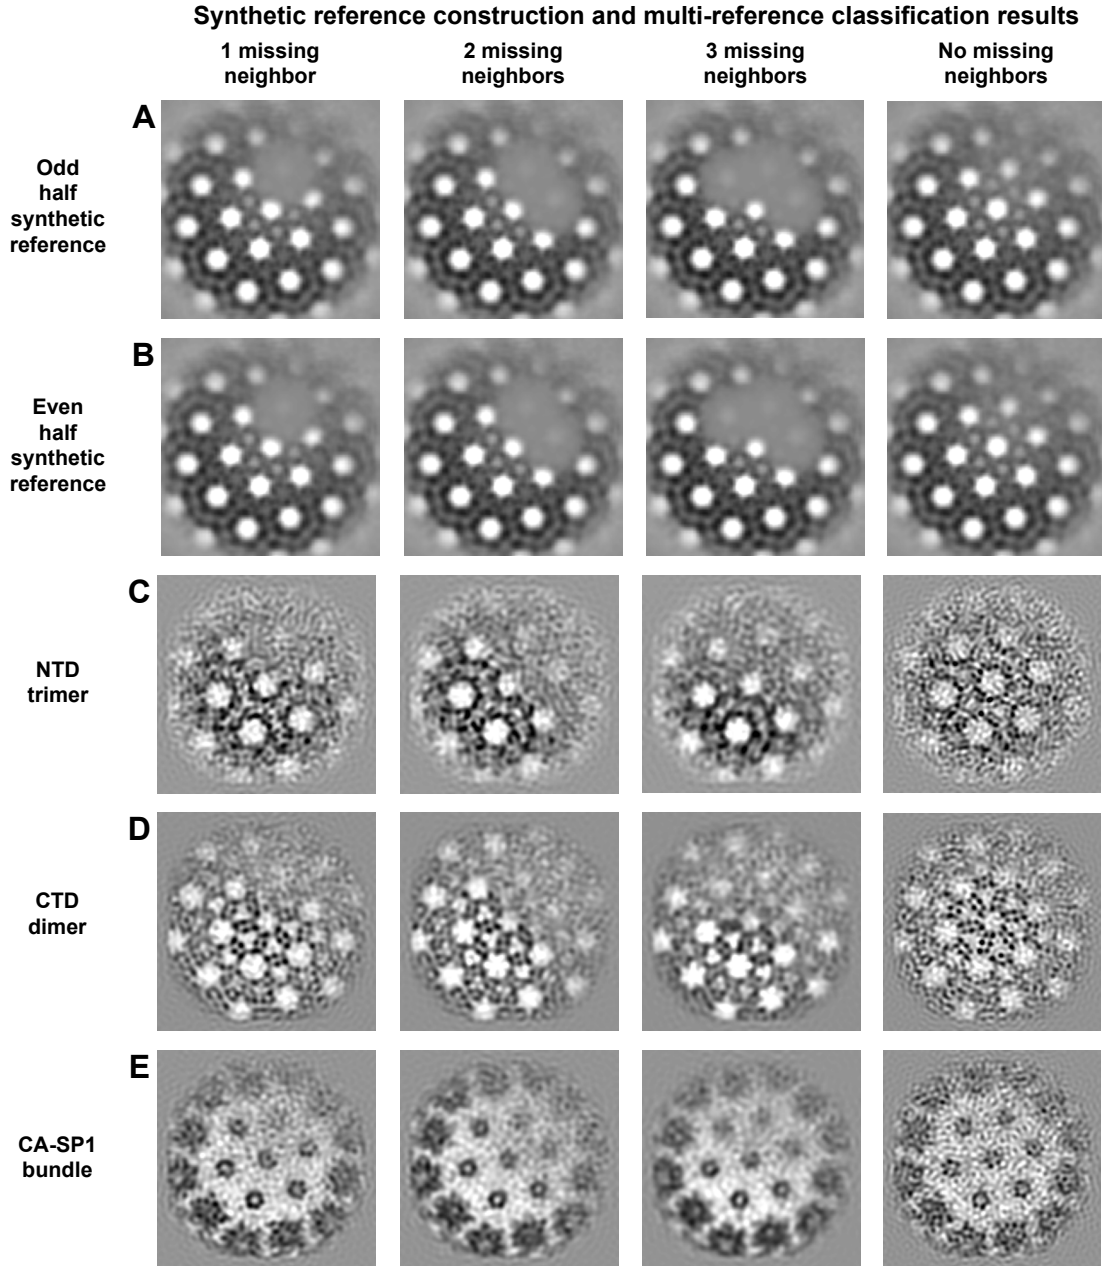 Synthetic reference construction and multi-reference classification results
1 missing
neighbor
2 missing
neighbors
3 missing
neighbors
No missing
neighbors
A
Odd
half
synthetic
reference
B
Even
half
synthetic
reference
C
NTD
trimer
D
CTD
dimer
E
CA-SP1
bundle